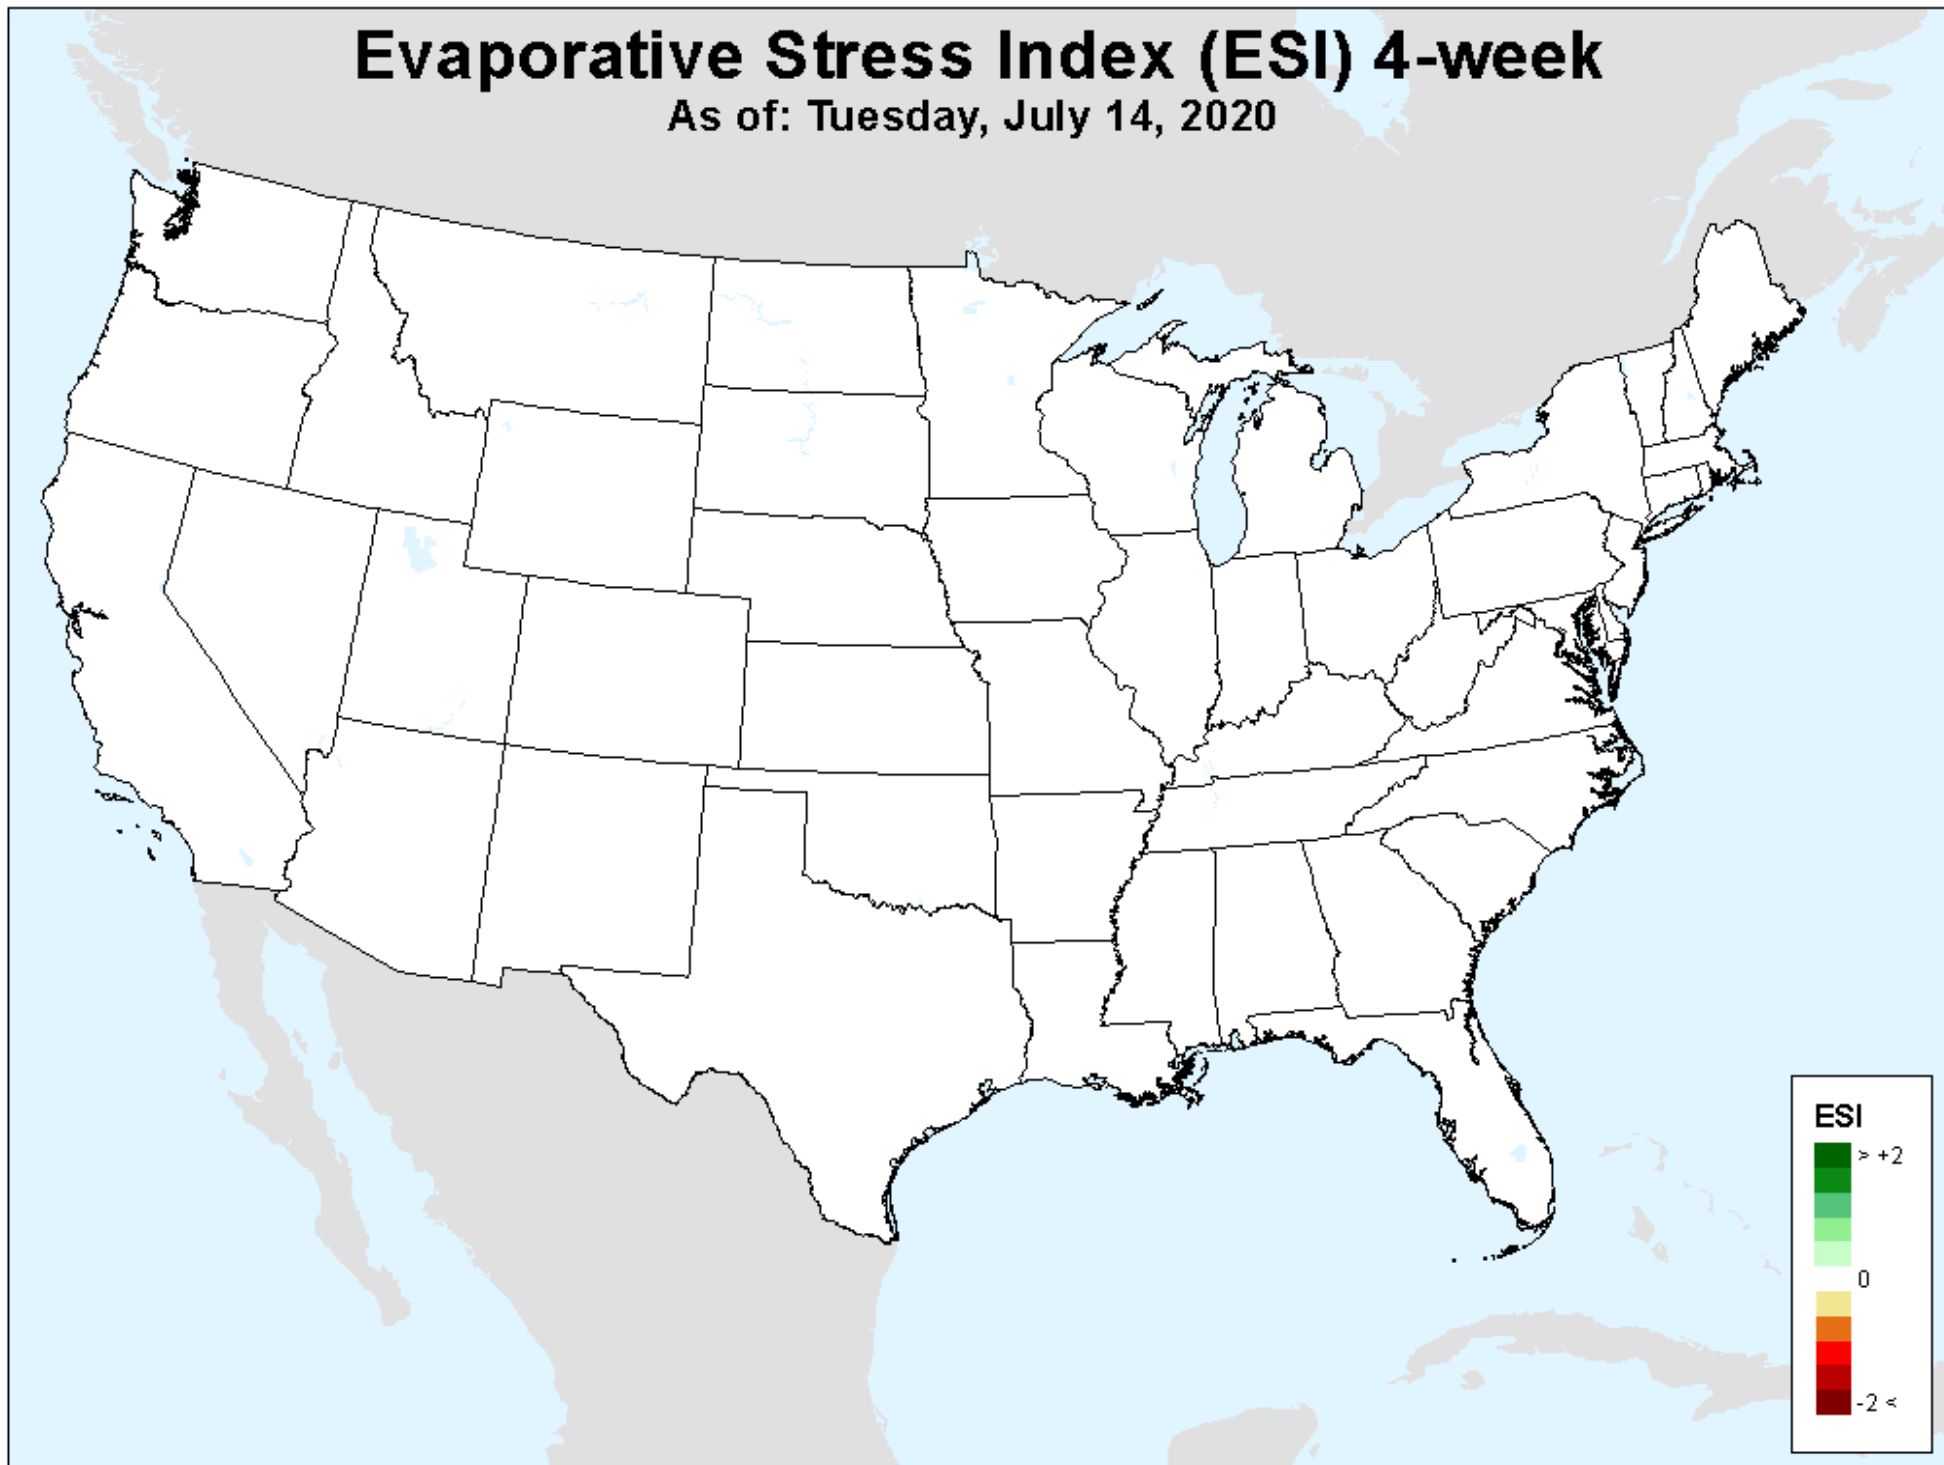 Evaporative Stress Index (ESI) 4-week
As of: Tuesday, July 14, 2020
ESI
> +2
0
-2 <